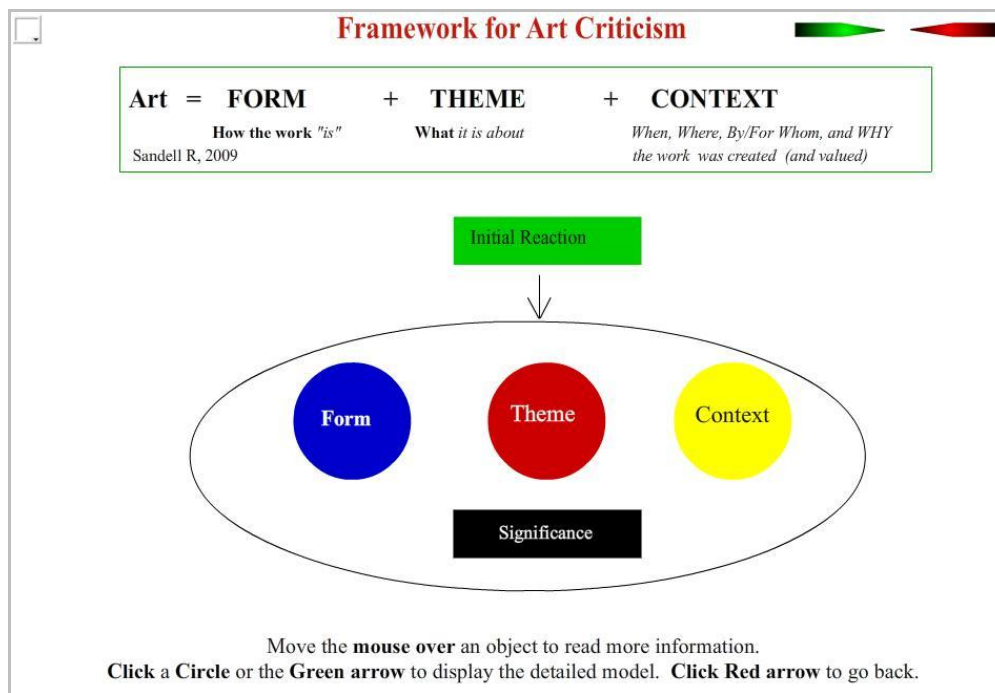 Framework for Art Criticism
Art = FORM + THEME + CONTEXT
How the work "is" What it is about When, Where, By/For Whom, and WHY
Sandell R, 2009 the work was created (and valued)
Initial Reaction
Form Theme Context
Significance
Move the mouse over an object to read more information.
Click a Circle or the Green arrow to display the detailed model. Click Red arrow to go back.